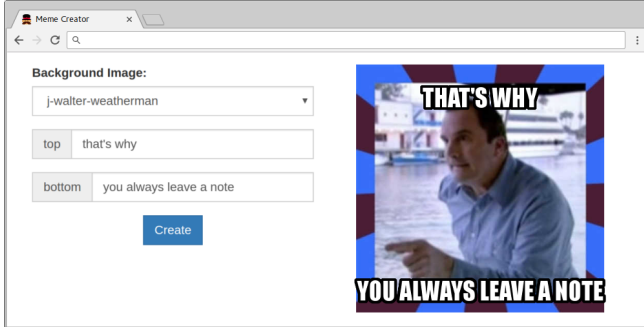 Meme Creator
Background Image:
j-walter-weatherman
top that's why
bottom you always leave a note
Create
THAT'S WHY
YOU ALWAYS LEAVE A NOTE